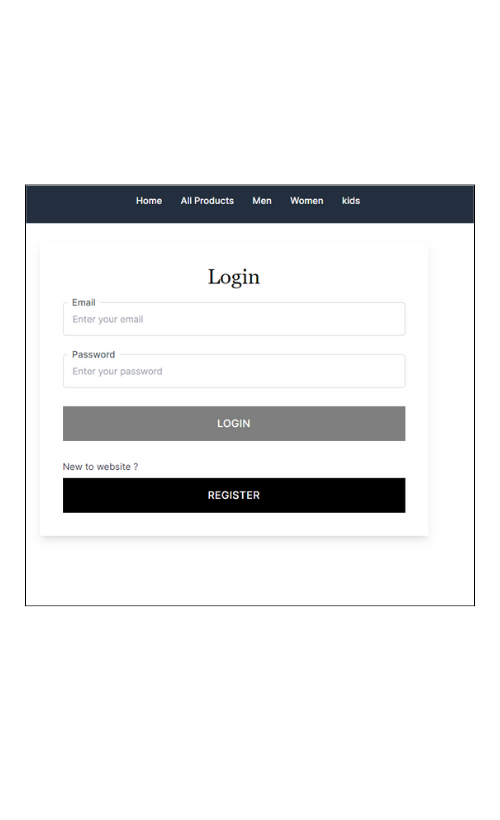 Home All Products Men Women kids
Login
Email
Enter your email
Password
Enter your password
LOGIN
New to website ?
REGISTER